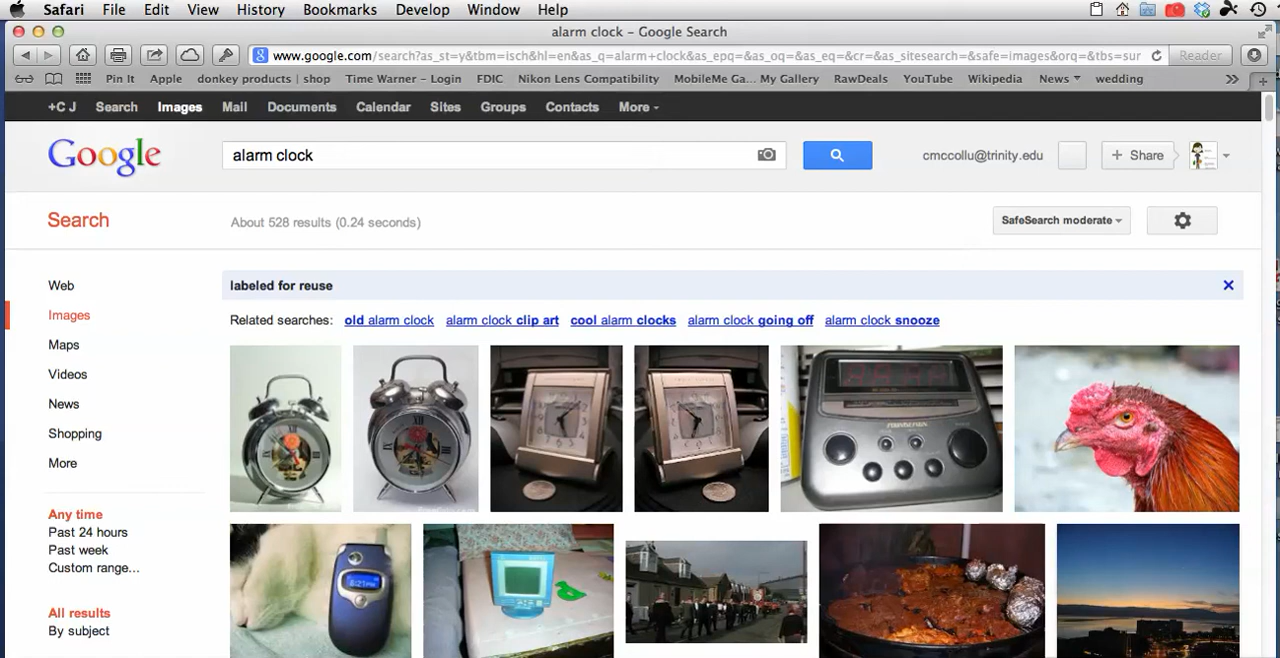 Safari File Edit View History Bookmarks Develop Window Help
alarm clock – Google Search
www.google.com/search?as_st=y&tbm=isch&hl=en&as_q=alarm+clock&as_epq=&as_oq=&as_eq=&cr=&as_sitesearch=&safe=images&orq=&tbs=sur Reader
Pin It Apple donkey products | shop Time Warner - Login FDIC Nikon Lens Compatibility MobileMe Ga... My Gallery RawDeals YouTube Wikipedia News wedding
+C J Search Images Mail Documents Calendar Sites Groups Contacts More
Google alarm clock cmccollu@trinity.edu + Share
Search About 528 results (0.24 seconds) SafeSearch moderate
Web
Images
Maps
Videos
News
Shopping
More
Any time
Past 24 hours
Past week
Custom range...
All results
By subject
labeled for reuse
Related searches: old alarm clock alarm clock clip art cool alarm clocks alarm clock going off alarm clock snooze